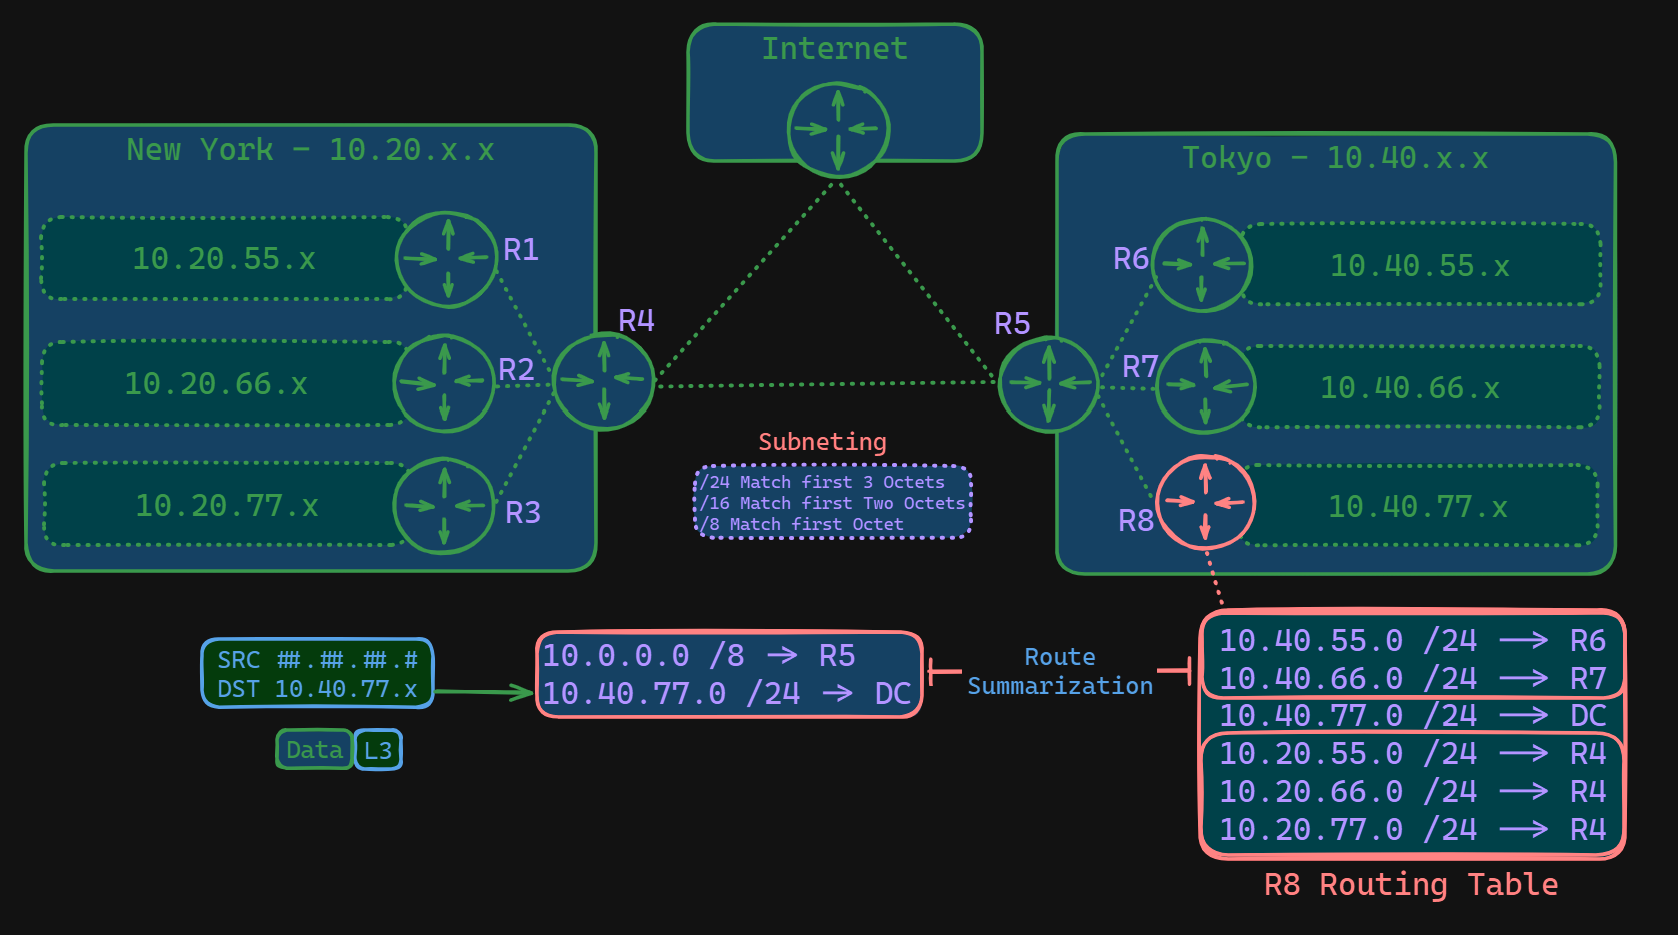 Internet
New York - 10.20.x.x
Tokyo - 10.40.x.x
10.20.55.x
R1
R6
10.40.55.x
R4
R5
10.20.66.x
R2
R7
10.40.66.x
Subneting
/24 Match first 3 Octets
/16 Match first Two Octets
/8 Match first Octet
10.20.77.x
R3
R8
10.40.77.x
SRC ##.##.##.#
DST 10.40.77.x
Data
L3
10.0.0.0 /8 → R5
10.40.77.0 /24 → DC
Route
Summarization
10.40.55.0 /24 → R6
10.40.66.0 /24 → R7
10.40.77.0 /24 → DC
10.20.55.0 /24 → R4
10.20.66.0 /24 → R4
10.20.77.0 /24 → R4
R8 Routing Table